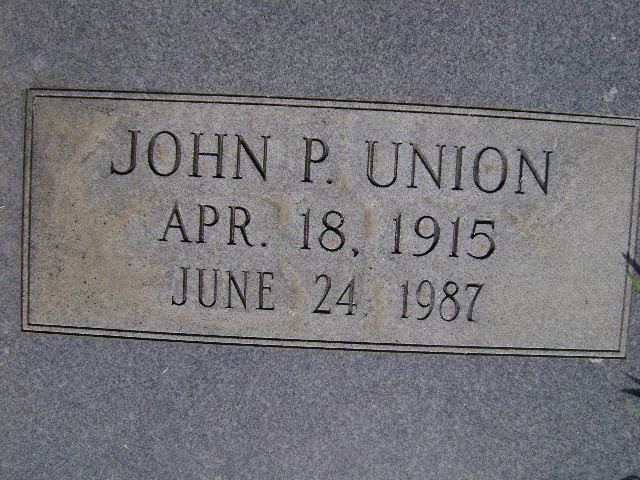 JOHN P. UNION
APR. 18, 1915
JUNE 24, 1987